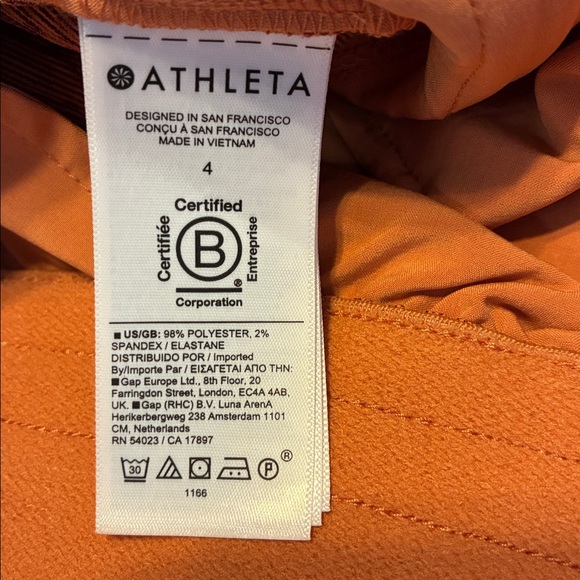 ATHLETA
DESIGNED IN SAN FRANCISCO
CONÇU À SAN FRANCISCO
MADE IN VIETNAM
4
Certified
Certifiée
B
Entreprise
®
Corporation
US/GB: 98% POLYESTER, 2%
SPANDEX / ELASTANE
DISTRIBUIDO POR / Imported
By/Importe Par / ΕΙΣΑΓΕΤΑΙ ΑΠΟ ΤΗΝ:
Gap Europe Ltd., 8th Floor, 20
Farringdon Street, London, EC4A 4AB,
UK. Gap (RHC) B.V. Luna ArenA
Herikerbergweg 238 Amsterdam 1101
CM, Netherlands
RN 54023 / CA 17897
30 P ®
1166